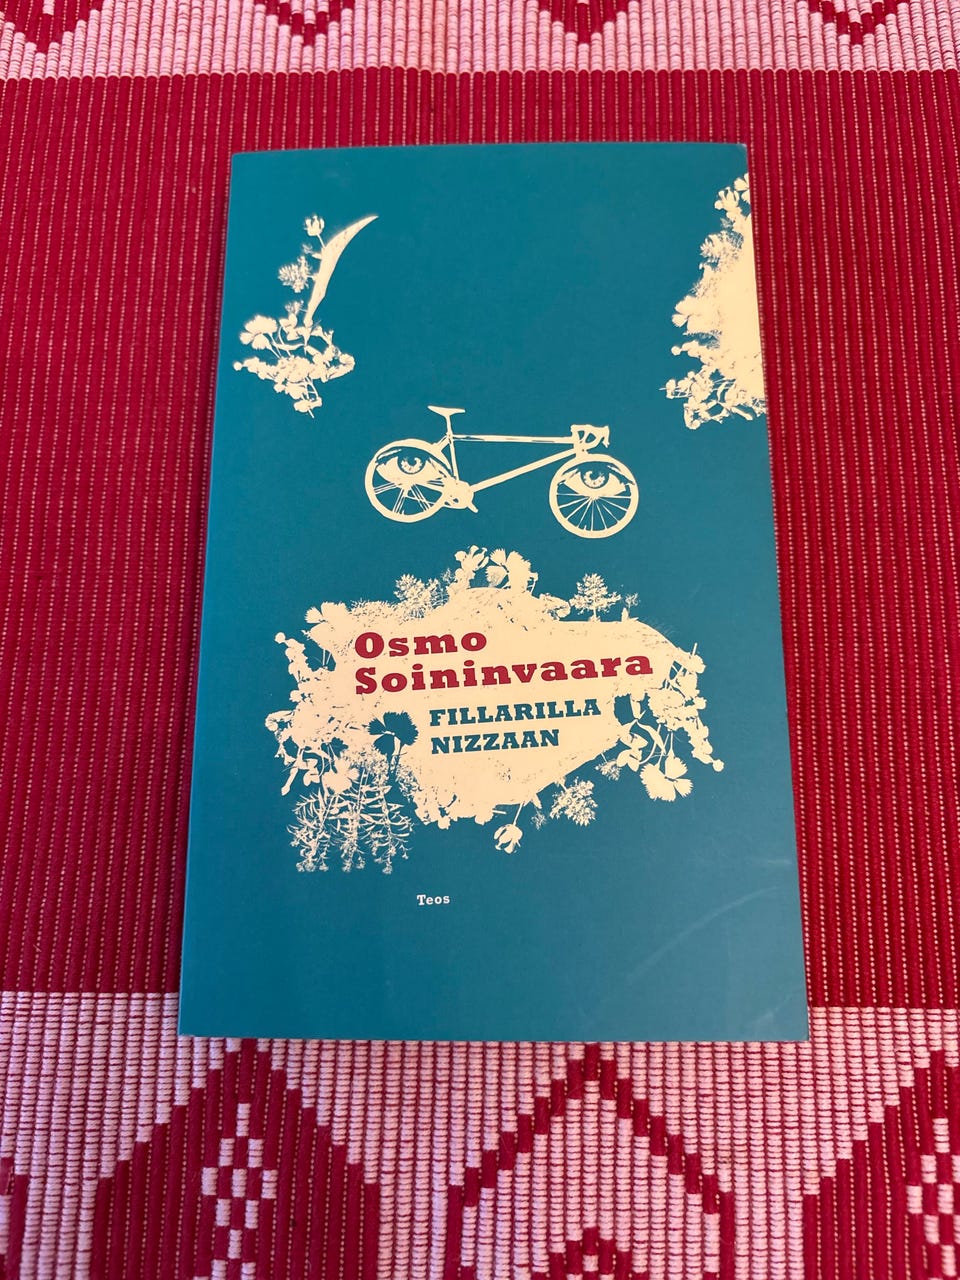 Osmo
Soininvaara
FILLARILLA
NIZZAAN
Teos